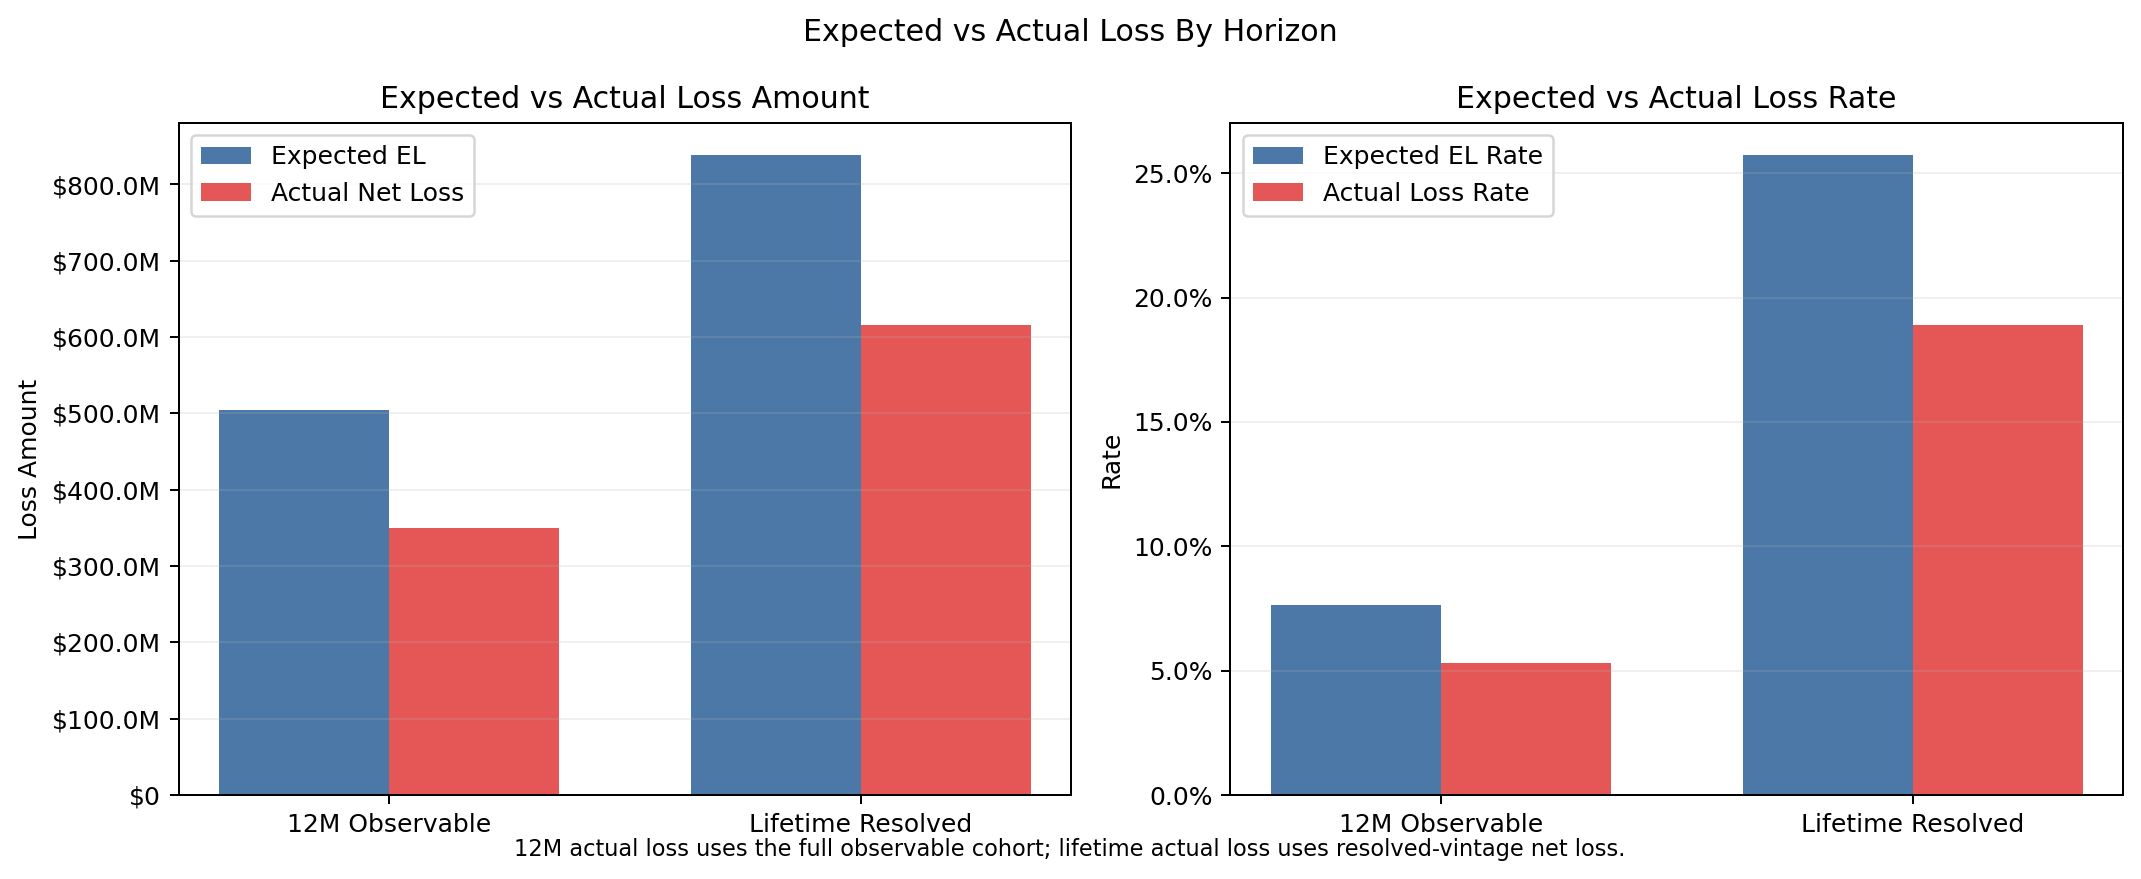 Expected vs Actual Loss By Horizon
Expected vs Actual Loss Amount
Expected EL
Actual Net Loss
$800.0M
$700.0M
$600.0M
$500.0M
$400.0M
$300.0M
$200.0M
$100.0M
$0
Loss Amount
12M Observable
Lifetime Resolved
Expected vs Actual Loss Rate
Expected EL Rate
Actual Loss Rate
25.0%
20.0%
15.0%
10.0%
5.0%
0.0%
Rate
12M Observable
Lifetime Resolved
12M actual loss uses the full observable cohort; lifetime actual loss uses resolved-vintage net loss.